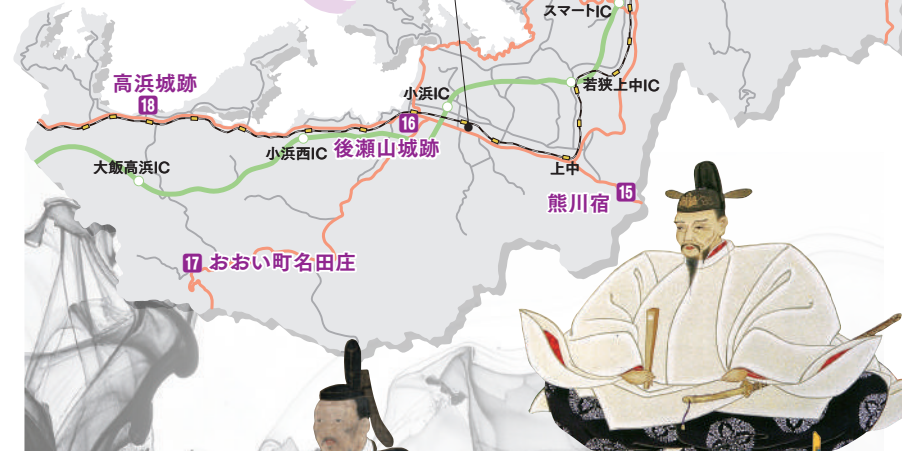 スマートIC
若狭上中IC
高浜城跡
18
小浜IC
16
後瀬山城跡
小浜西IC
大飯高浜IC
上中
15
熊川宿
17 おおい町名田庄